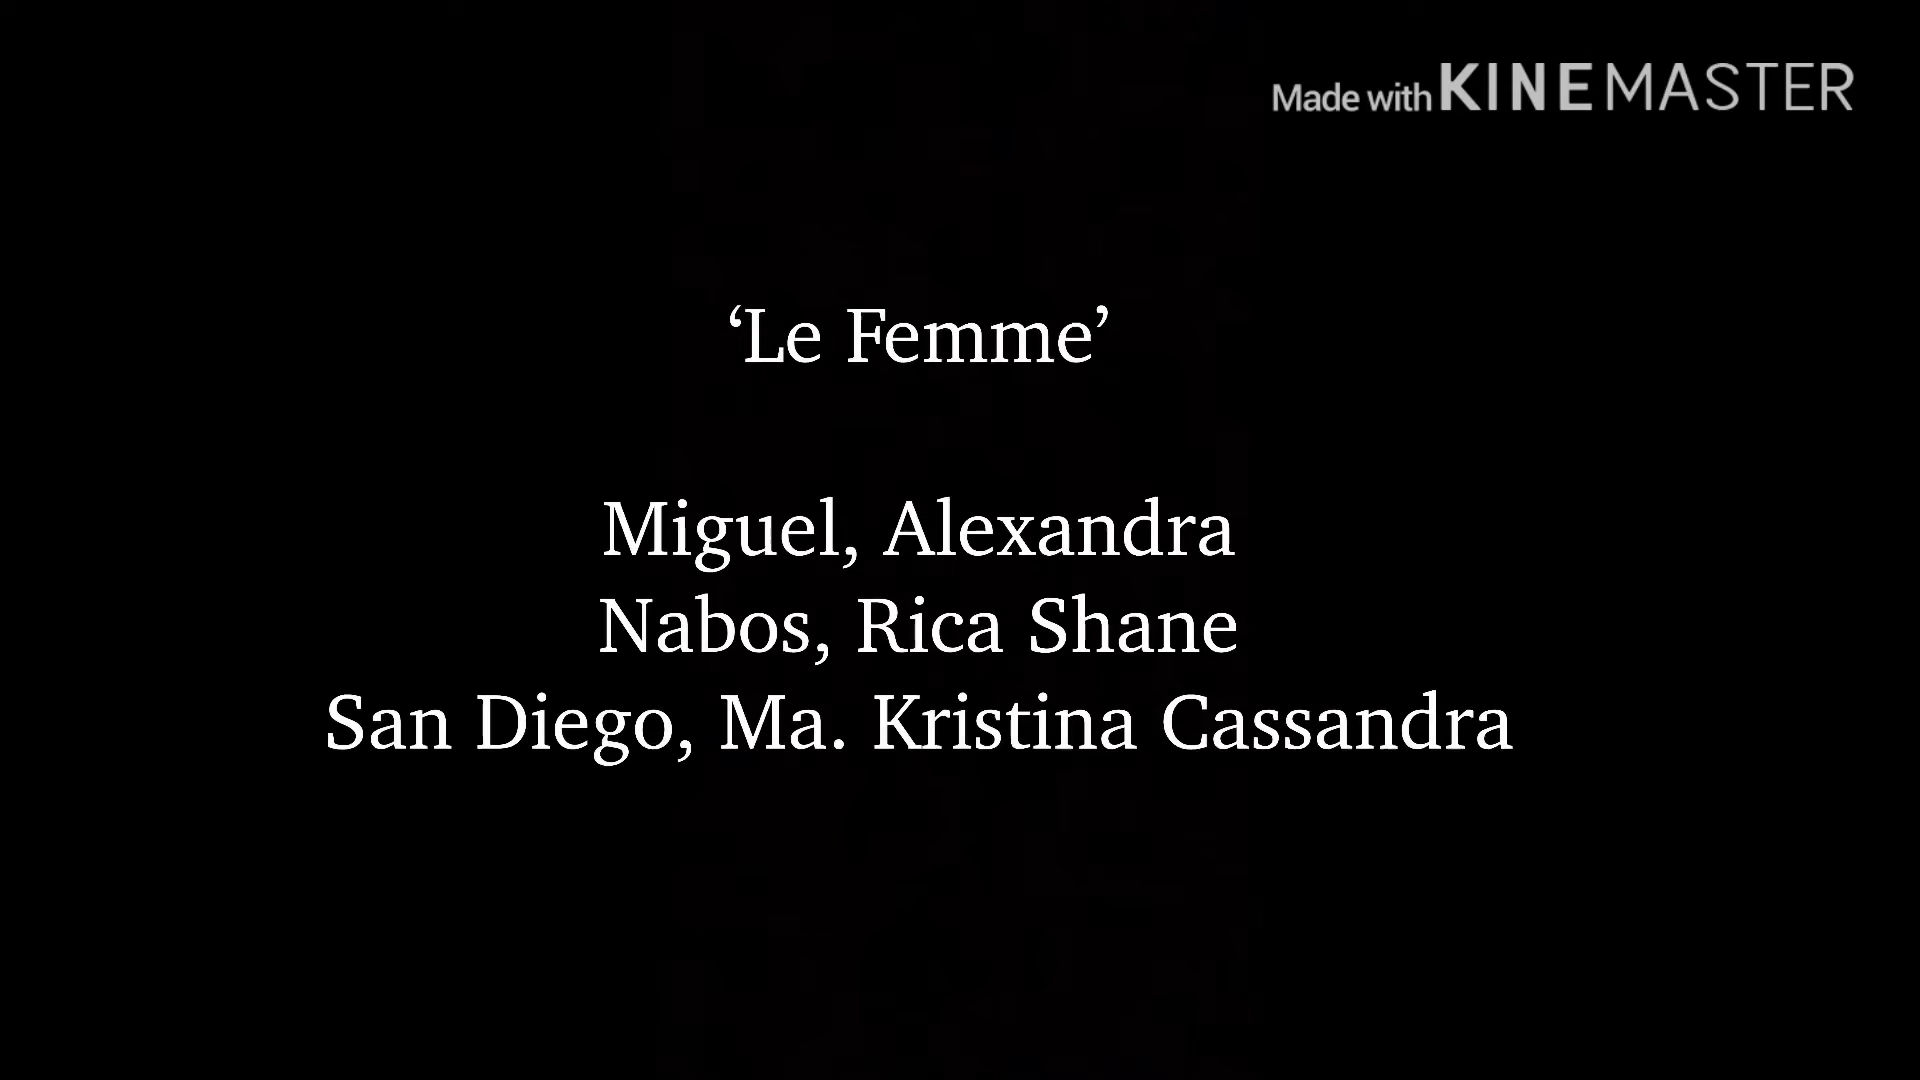 Made with KINEMASTER
‘Le Femme’
Miguel, Alexandra
Nabos, Rica Shane
San Diego, Ma. Kristina Cassandra